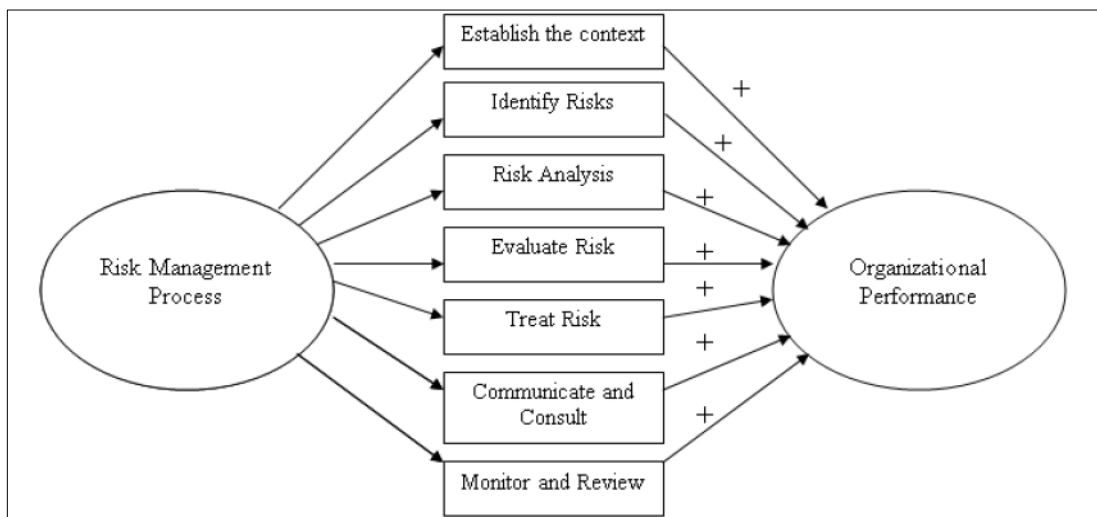 Establish the context
+
Identify Risks
+
Risk Analysis
+
Risk Management
Process
Evaluate Risk
+
Organizational
Performance
+
Treat Risk
+
Communicate and
Consult
+
Monitor and Review